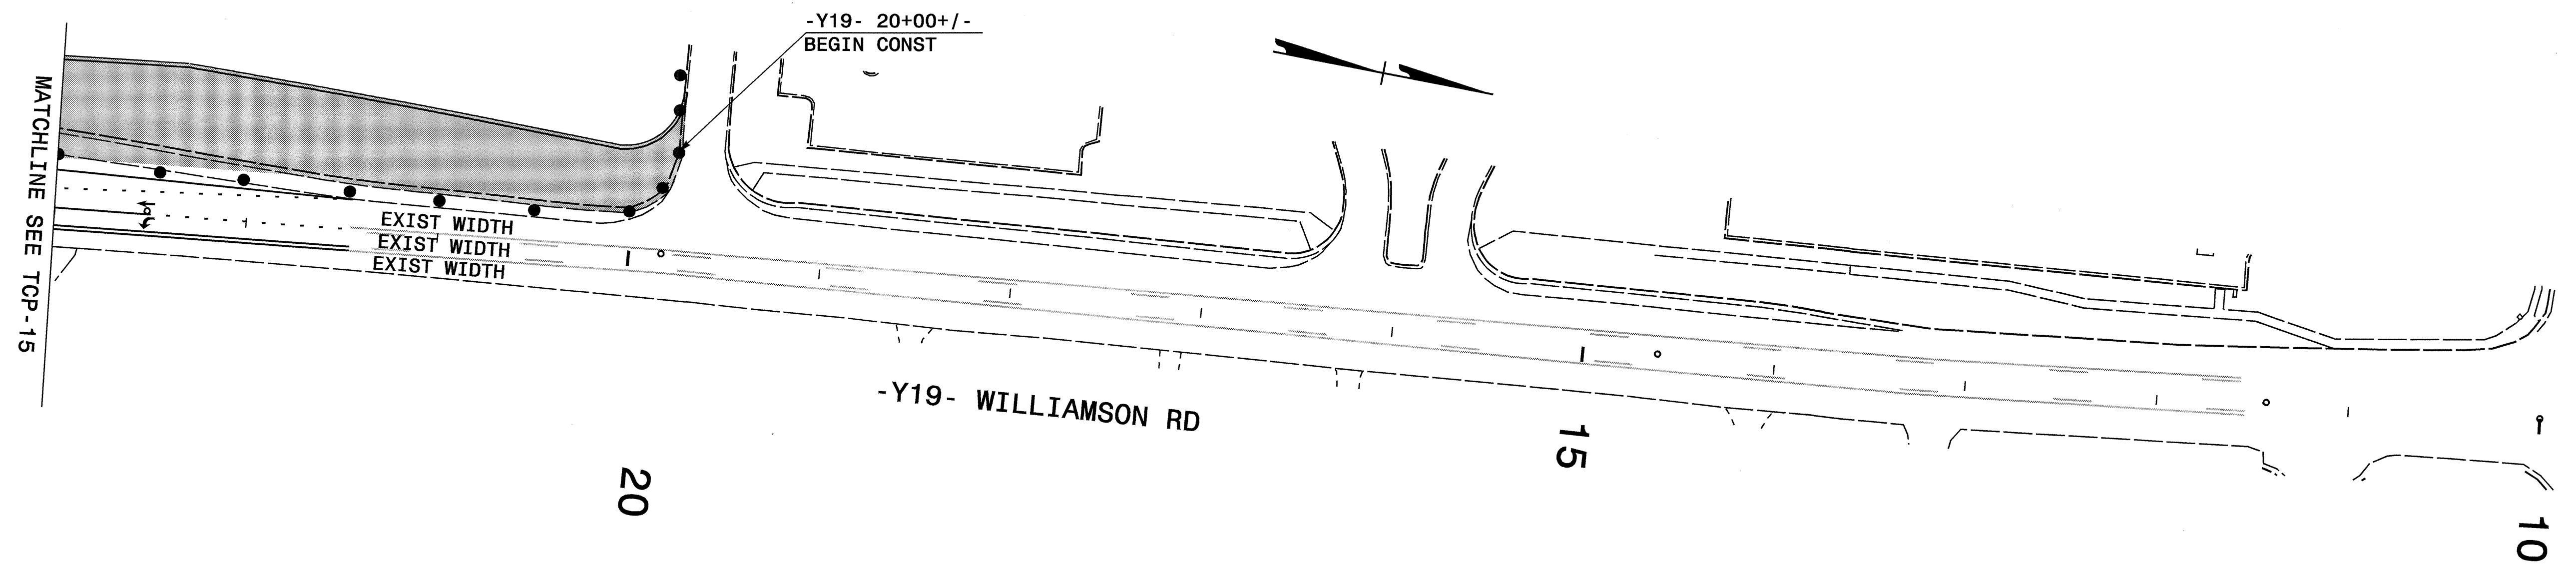 -Y19- 20+00+/-
BEGIN CONST
MATCHLINE SEE TCP-15
EXIST WIDTH
EXIST WIDTH
EXIST WIDTH
-Y19- WILLIAMSON RD
20
15
10